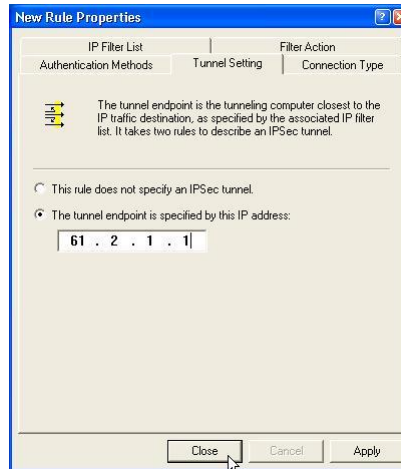 New Rule Properties
IP Filter List
Filter Action
Authentication Methods
Tunnel Setting
Connection Type
The tunnel endpoint is the tunneling computer closest to the
IP traffic destination, as specified by the associated IP filter
list. It takes two rules to describe an IPSec tunnel.
This rule does not specify an IPSec tunnel.
The tunnel endpoint is specified by this IP address:
61 . 2 . 1 . 1
Close
Cancel
Apply